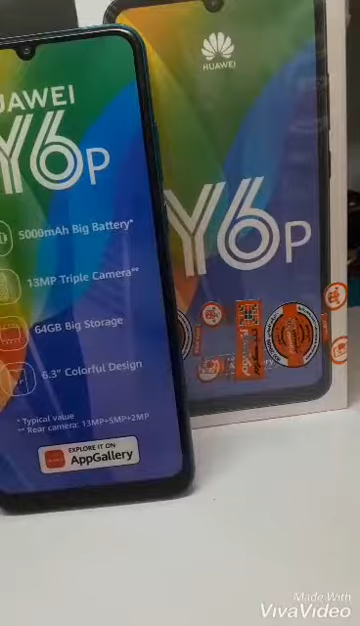 UAWEI
Y6P
5000mAh Big Battery*
13MP Triple Camera**
64GB Big Storage
6.3" Colorful Design
* Typical value
** Rear camera: 13MP+5MP+2MP
EXPLORE IT ON
AppGallery
HUAWEI
Y6P
Made With
VivaVideo